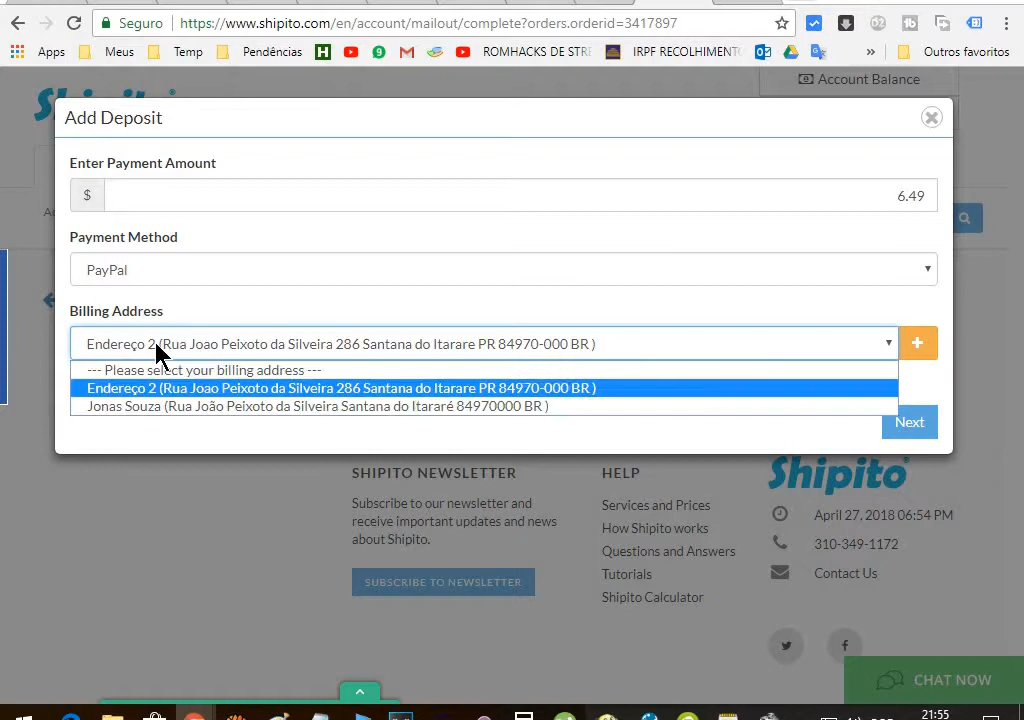 Seguro
https://www.shipito.com/en/account/mailout/complete?orders.orderid=3417897
Apps
Meus
Temp
Pendências
H
ROMHACKS DE STRE
IRPF RECOLHIMENTO
Outros favoritos
Account Balance
Add Deposit
Enter Payment Amount
$
6.49
Payment Method
PayPal
Billing Address
Endereço 2 (Rua Joao Peixoto da Silveira 286 Santana do Itarare PR 84970-000 BR )
--- Please select your billing address ---
Endereço 2 (Rua Joao Peixoto da Silveira 286 Santana do Itarare PR 84970-000 BR )
Jonas Souza (Rua João Peixoto da Silveira Santana do Itararé 84970000 BR )
Next
SHIPITO NEWSLETTER
Subscribe to our newsletter and
receive important updates and news
about Shipito.
SUBSCRIBE TO NEWSLETTER
HELP
Services and Prices
How Shipito works
Questions and Answers
Tutorials
Shipito Calculator
Shipito
April 27, 2018 06:54 PM
310-349-1172
Contact Us
CHAT NOW
21:55